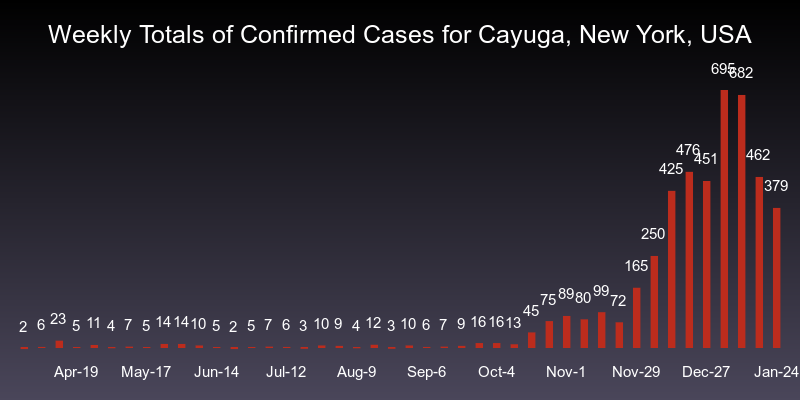 Weekly Totals of Confirmed Cases for Cayuga, New York, USA
2 6 23 5 11 4 7 5 14 14 10 5 2 5 7 6 3 10 9 4 12 3 10 6 7 9 16 16 13 45 75 89 80 99 72 165 250 425 476 451 695 682 462 379
Apr-19 May-17 Jun-14 Jul-12 Aug-9 Sep-6 Oct-4 Nov-1 Nov-29 Dec-27 Jan-24